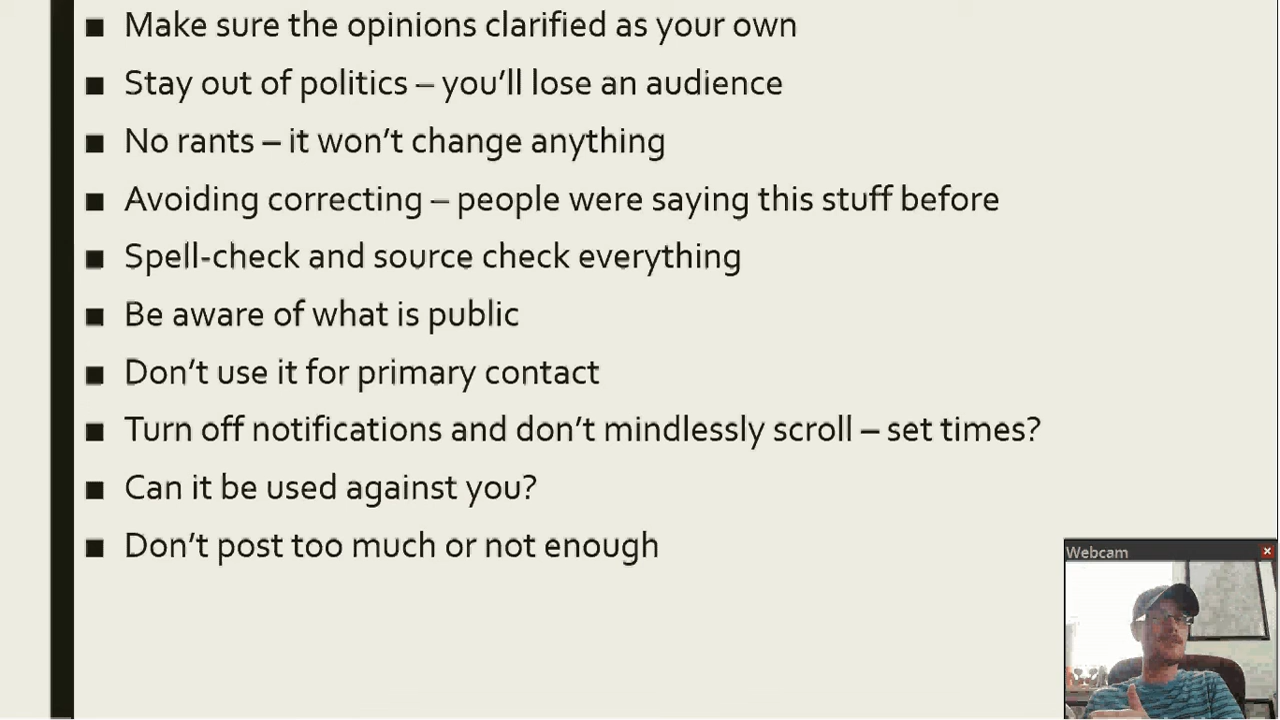 Make sure the opinions clarified as your own
Stay out of politics – you'll lose an audience
No rants – it won't change anything
Avoiding correcting – people were saying this stuff before
Spell-check and source check everything
Be aware of what is public
Don't use it for primary contact
Turn off notifications and don't mindlessly scroll – set times?
Can it be used against you?
Don't post too much or not enough
Webcam